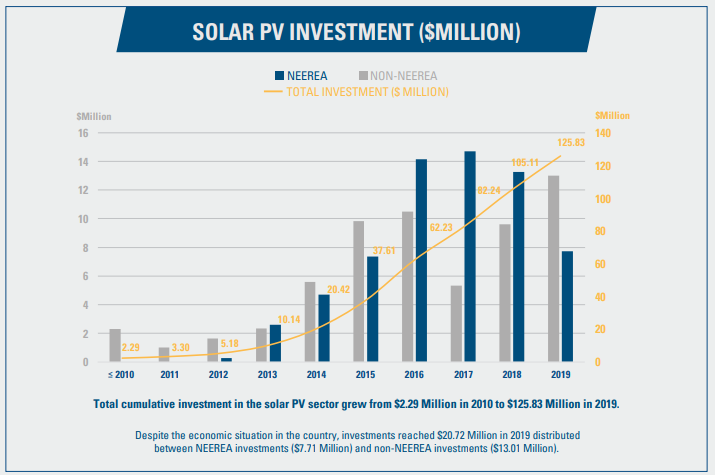 SOLAR PV INVESTMENT ($MILLION)
NEEREA NON-NEEREA
TOTAL INVESTMENT ($ MILLION)
$Million $Million
16 140
125.83
14 120
105.11
12 100
82.24
10 80
62.23
8 60
37.61
6 40
20.42
4 20
10.14
2 0
5.18
3.30
2.29
0
≤ 2010 2011 2012 2013 2014 2015 2016 2017 2018 2019
Total cumulative investment in the solar PV sector grew from $2.29 Million in 2010 to $125.83 Million in 2019.
Despite the economic situation in the country, investments reached $20.72 Million in 2019 distributed
between NEEREA investments ($7.71 Million) and non-NEEREA investments ($13.01 Million).